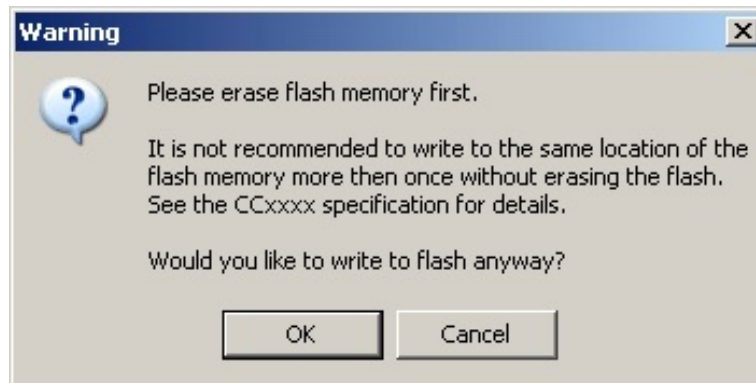 Warning
Please erase flash memory first.
It is not recommended to write to the same location of the
flash memory more then once without erasing the flash.
See the CCxxxx specification for details.
Would you like to write to flash anyway?
OK
Cancel